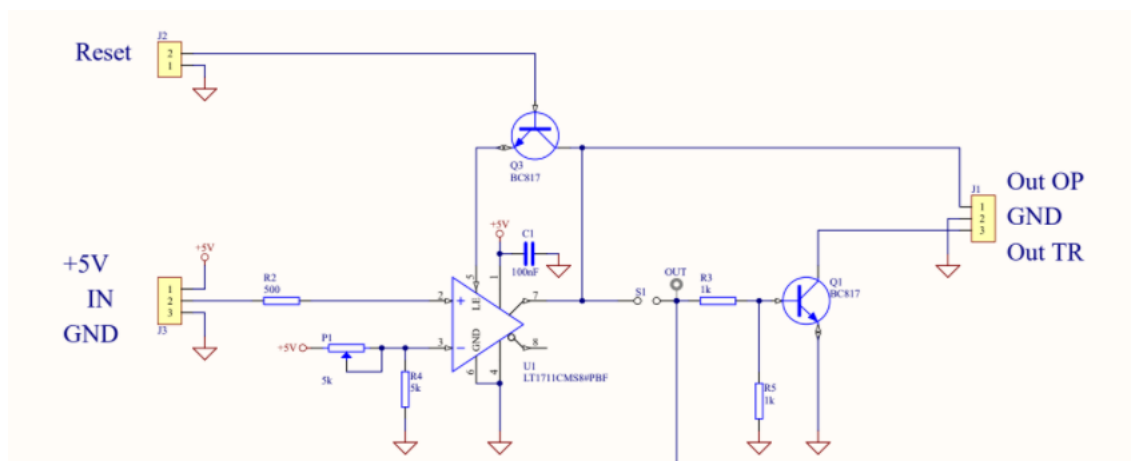 J2
Reset
2
1
Q3
BC817
J1
Out OP
1
GND
2
3
Out TR
+5V
C1
100nF
+5V
+5V
1
IN
2
GND
3
J3
R2
500
5
1
2
+
LE
7
S1
OUT
R3
1k
Q1
BC817
P1
+5V
5k
3
−
GND
8
U1
LT1711CMS8#PBF
R4
5k
6
4
R5
1k